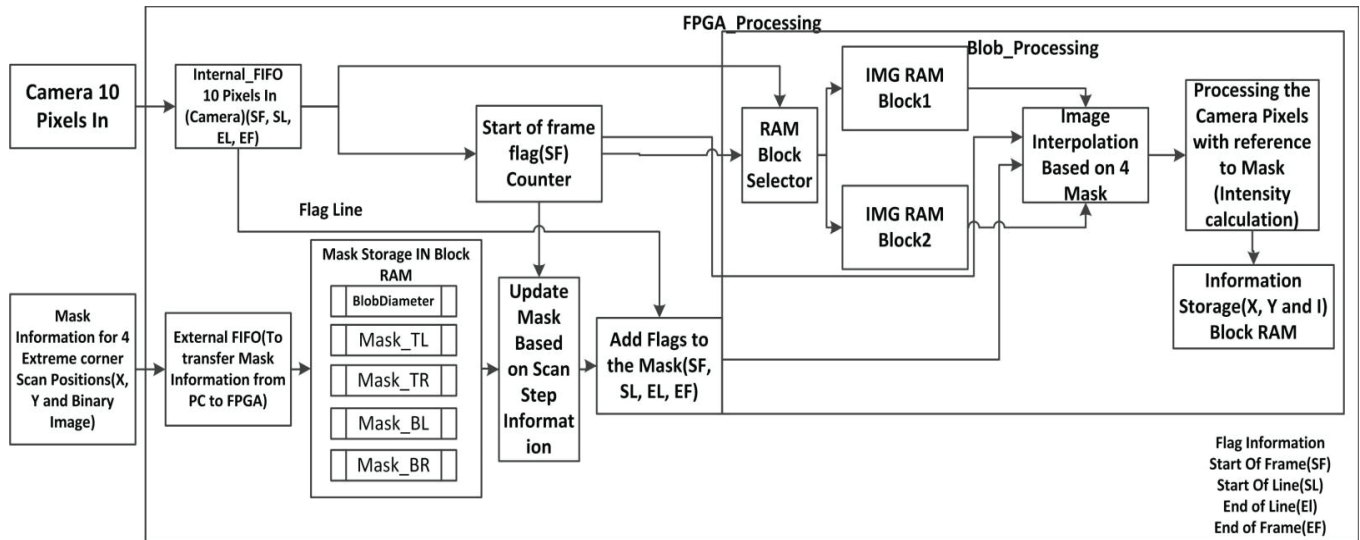 FPGA_Processing
Blob_Processing
Camera 10
Pixels In
Internal_FIFO
10 Pixels In
(Camera)(SF, SL,
EL, EF)
Start of frame
flag(SF)
Counter
RAM
Block
Selector
IMG RAM
Block1
IMG RAM
Block2
Image
Interpolation
Based on 4
Mask
Processing the
Camera Pixels
with reference
to Mask
(Intensity
calculation)
Information
Storage(X, Y and I)
Block RAM
Flag Line
Mask
Information for 4
Extreme corner
Scan Positions(X,
Y and Binary
Image)
External FIFO(To
transfer Mask
Information from
PC to FPGA)
Mask Storage IN Block
RAM
BlobDiameter
Mask_TL
Mask_TR
Mask_BL
Mask_BR
Update
Mask
Based
on Scan
Step
Informat
ion
Add Flags to
the Mask(SF,
SL, EL, EF)
Flag Information
Start Of Frame(SF)
Start Of Line(SL)
End of Line(El)
End of Frame(EF)